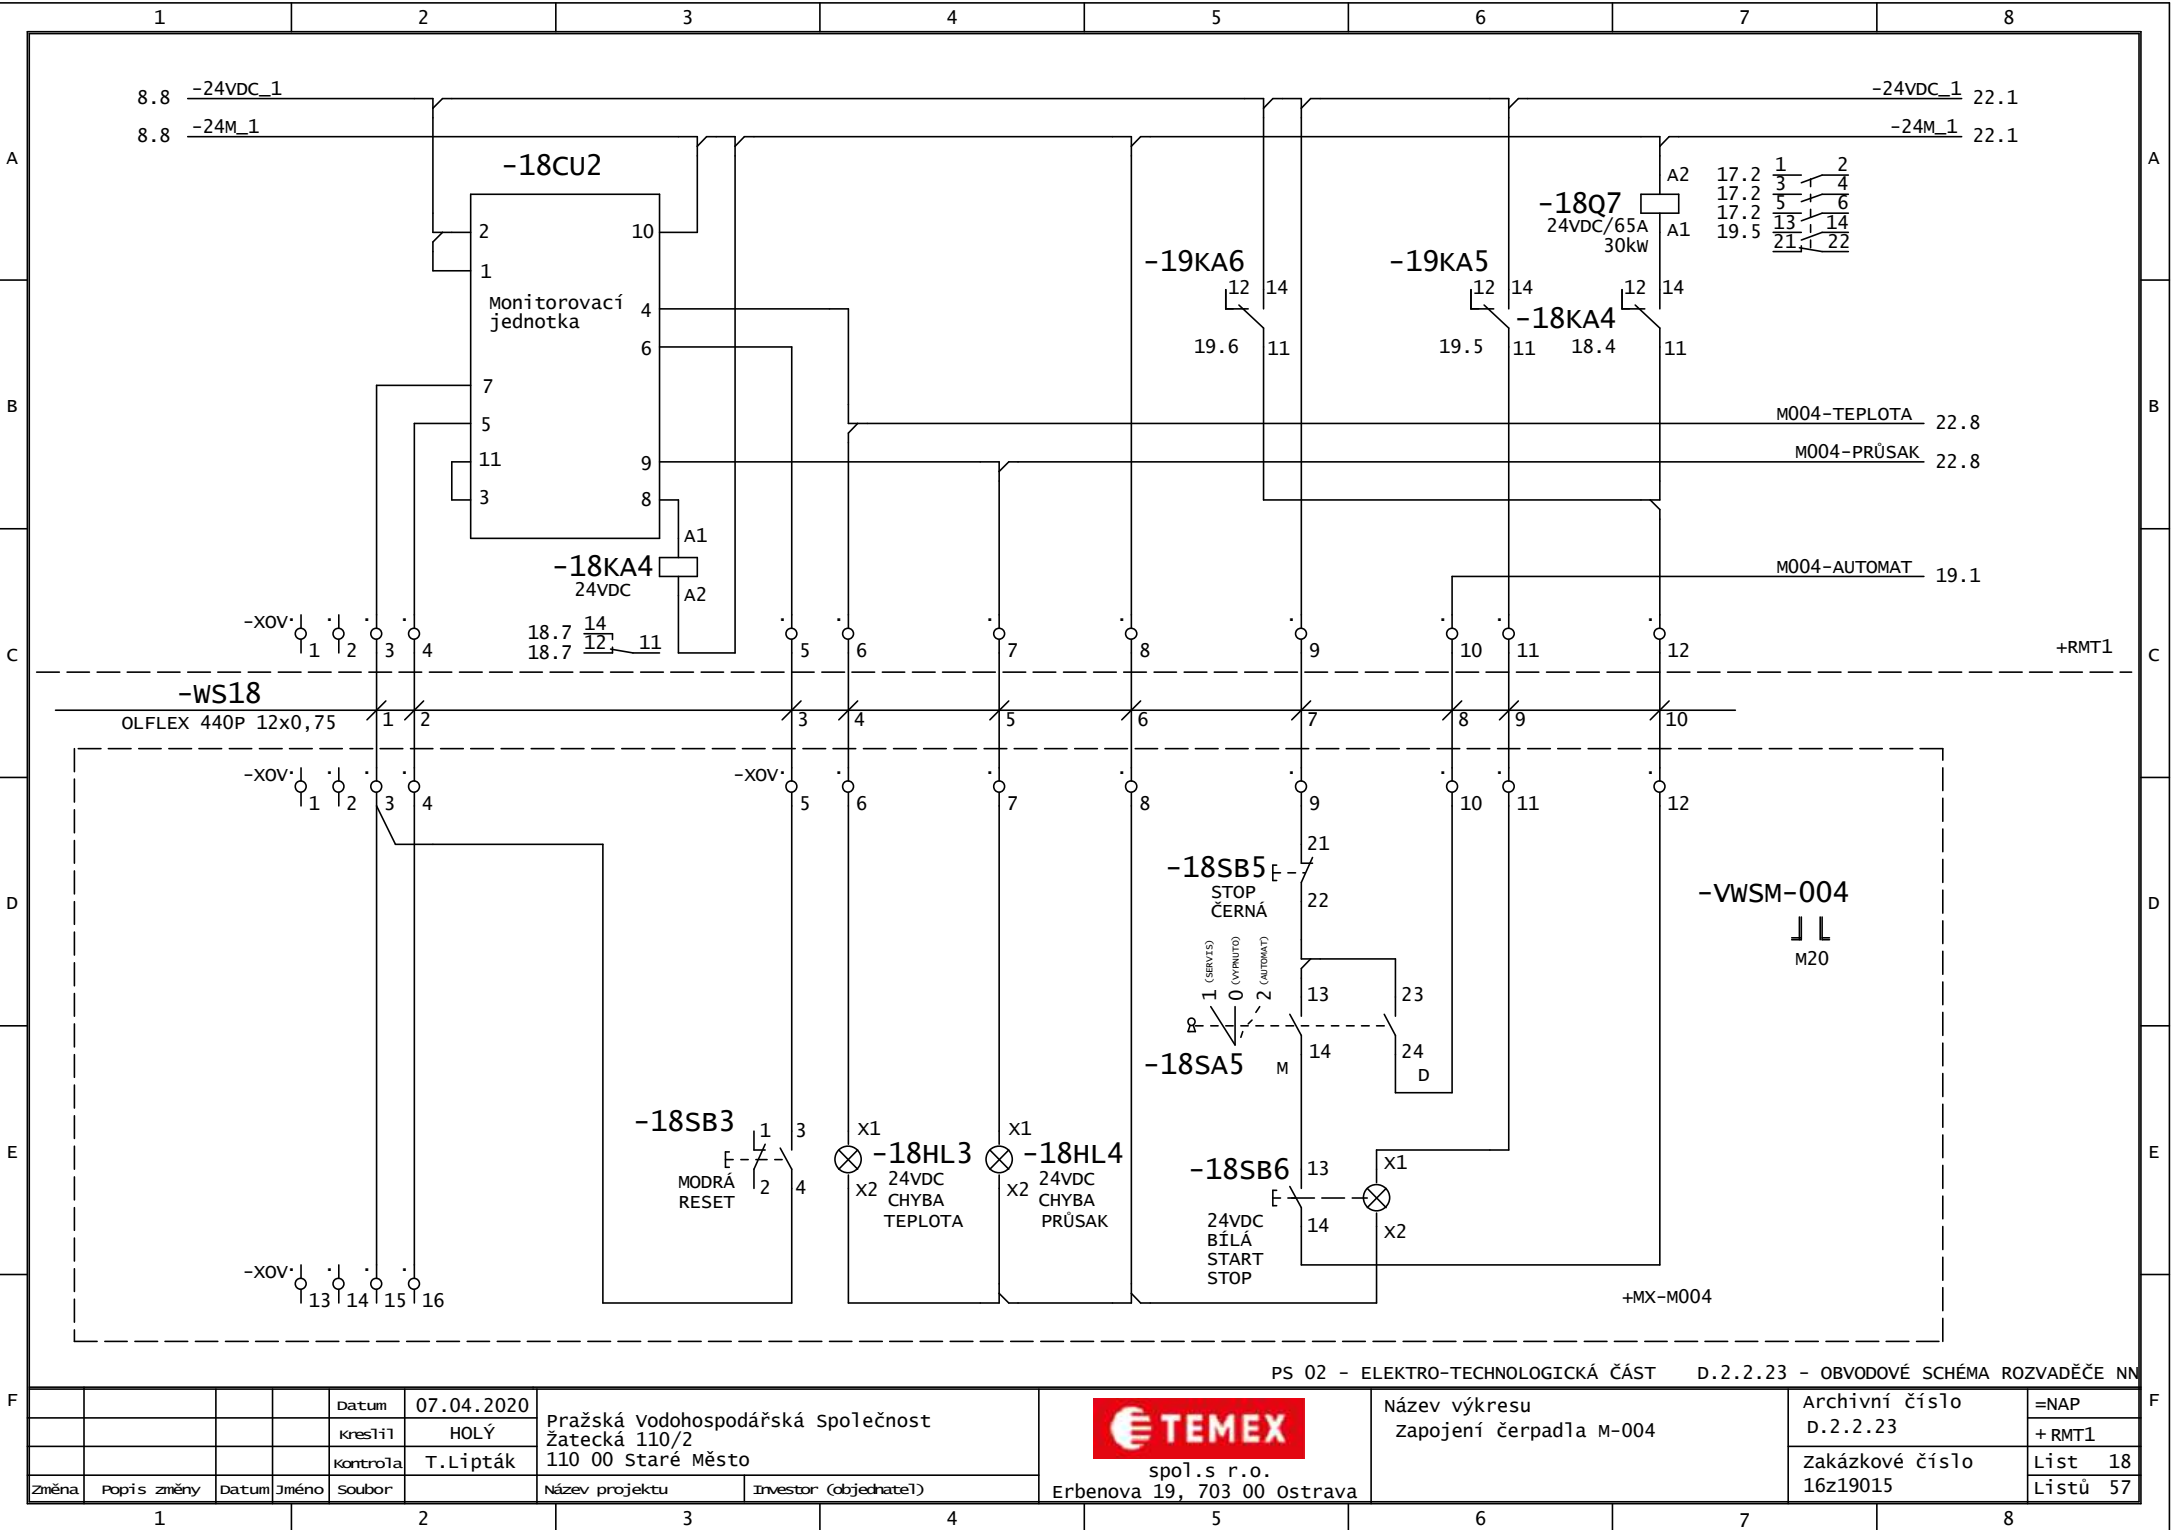 1 2 3 4 5 6 7 8
8.8 -24VDC_1 -24VDC_1 22.1
8.8 -24M_1 -24M_1 22.1
A A
-18CU2
2 10
1
Monitorovací
jednotka
4
6
7
5
11 9
3 8
-18Q7
24VDC/65A
30kW
A2
A1
17.2 1 2
17.2 3 4
17.2 5 6
19.5 13 14
21 22
-19KA6
12 14
19.6 11
-19KA5
12 14
19.5 11
-18KA4
12 14
18.4 11
B B
M004-TEPLOTA 22.8
M004-PRŮSAK 22.8
-18KA4
24VDC
A1
A2
M004-AUTOMAT 19.1
18.7 14
18.7 12 11
-XOV 1 2 3 4 5 6 7 8 9 10 11 12
C C
+RMT1
-WS18
OLFLEX 440P 12x0,75
1 2 3 4 5 6 7 8 9 10
-XOV 1 2 3 4 -XOV 5 6 7 8 9 10 11 12
D D
-18SB5
STOP
ČERNÁ
21
22
-VWSM-004
M20
1 (SERVIS)
0 (VYPNUTO)
2 (AUTOMAT)
13 23
14 24
-18SA5 M D
E E
-18SB3
MODRÁ
RESET
1 3
2 4
X1
-18HL3
X2
24VDC
CHYBA
TEPLOTA
X1
-18HL4
X2
24VDC
CHYBA
PRŮSAK
-18SB6
13
14
24VDC
BÍLÁ
START
STOP
X1
X2
-XOV 13 14 15 16
+MX-M004
PS 02 - ELEKTRO-TECHNOLOGICKÁ ČÁST D.2.2.23 - OBVODOVÉ SCHÉMA ROZVADĚČE NN
F F
Datum 07.04.2020
Kreslil HOLÝ
Kontrola T.Lipták
Změna Popis změny Datum Jméno Soubor
Pražská Vodohospodářská Společnost
Žatecká 110/2
110 00 Staré Město
Název projektu Investor (objednatel)
TEMEX
spol.s r.o.
Erbenova 19, 703 00 Ostrava
Název výkresu
Zapojení čerpadla M-004
Archivní číslo
D.2.2.23
Zakázkové číslo
16z19015
=NAP
+RMT1
List 18
Listů 57
1 2 3 4 5 6 7 8